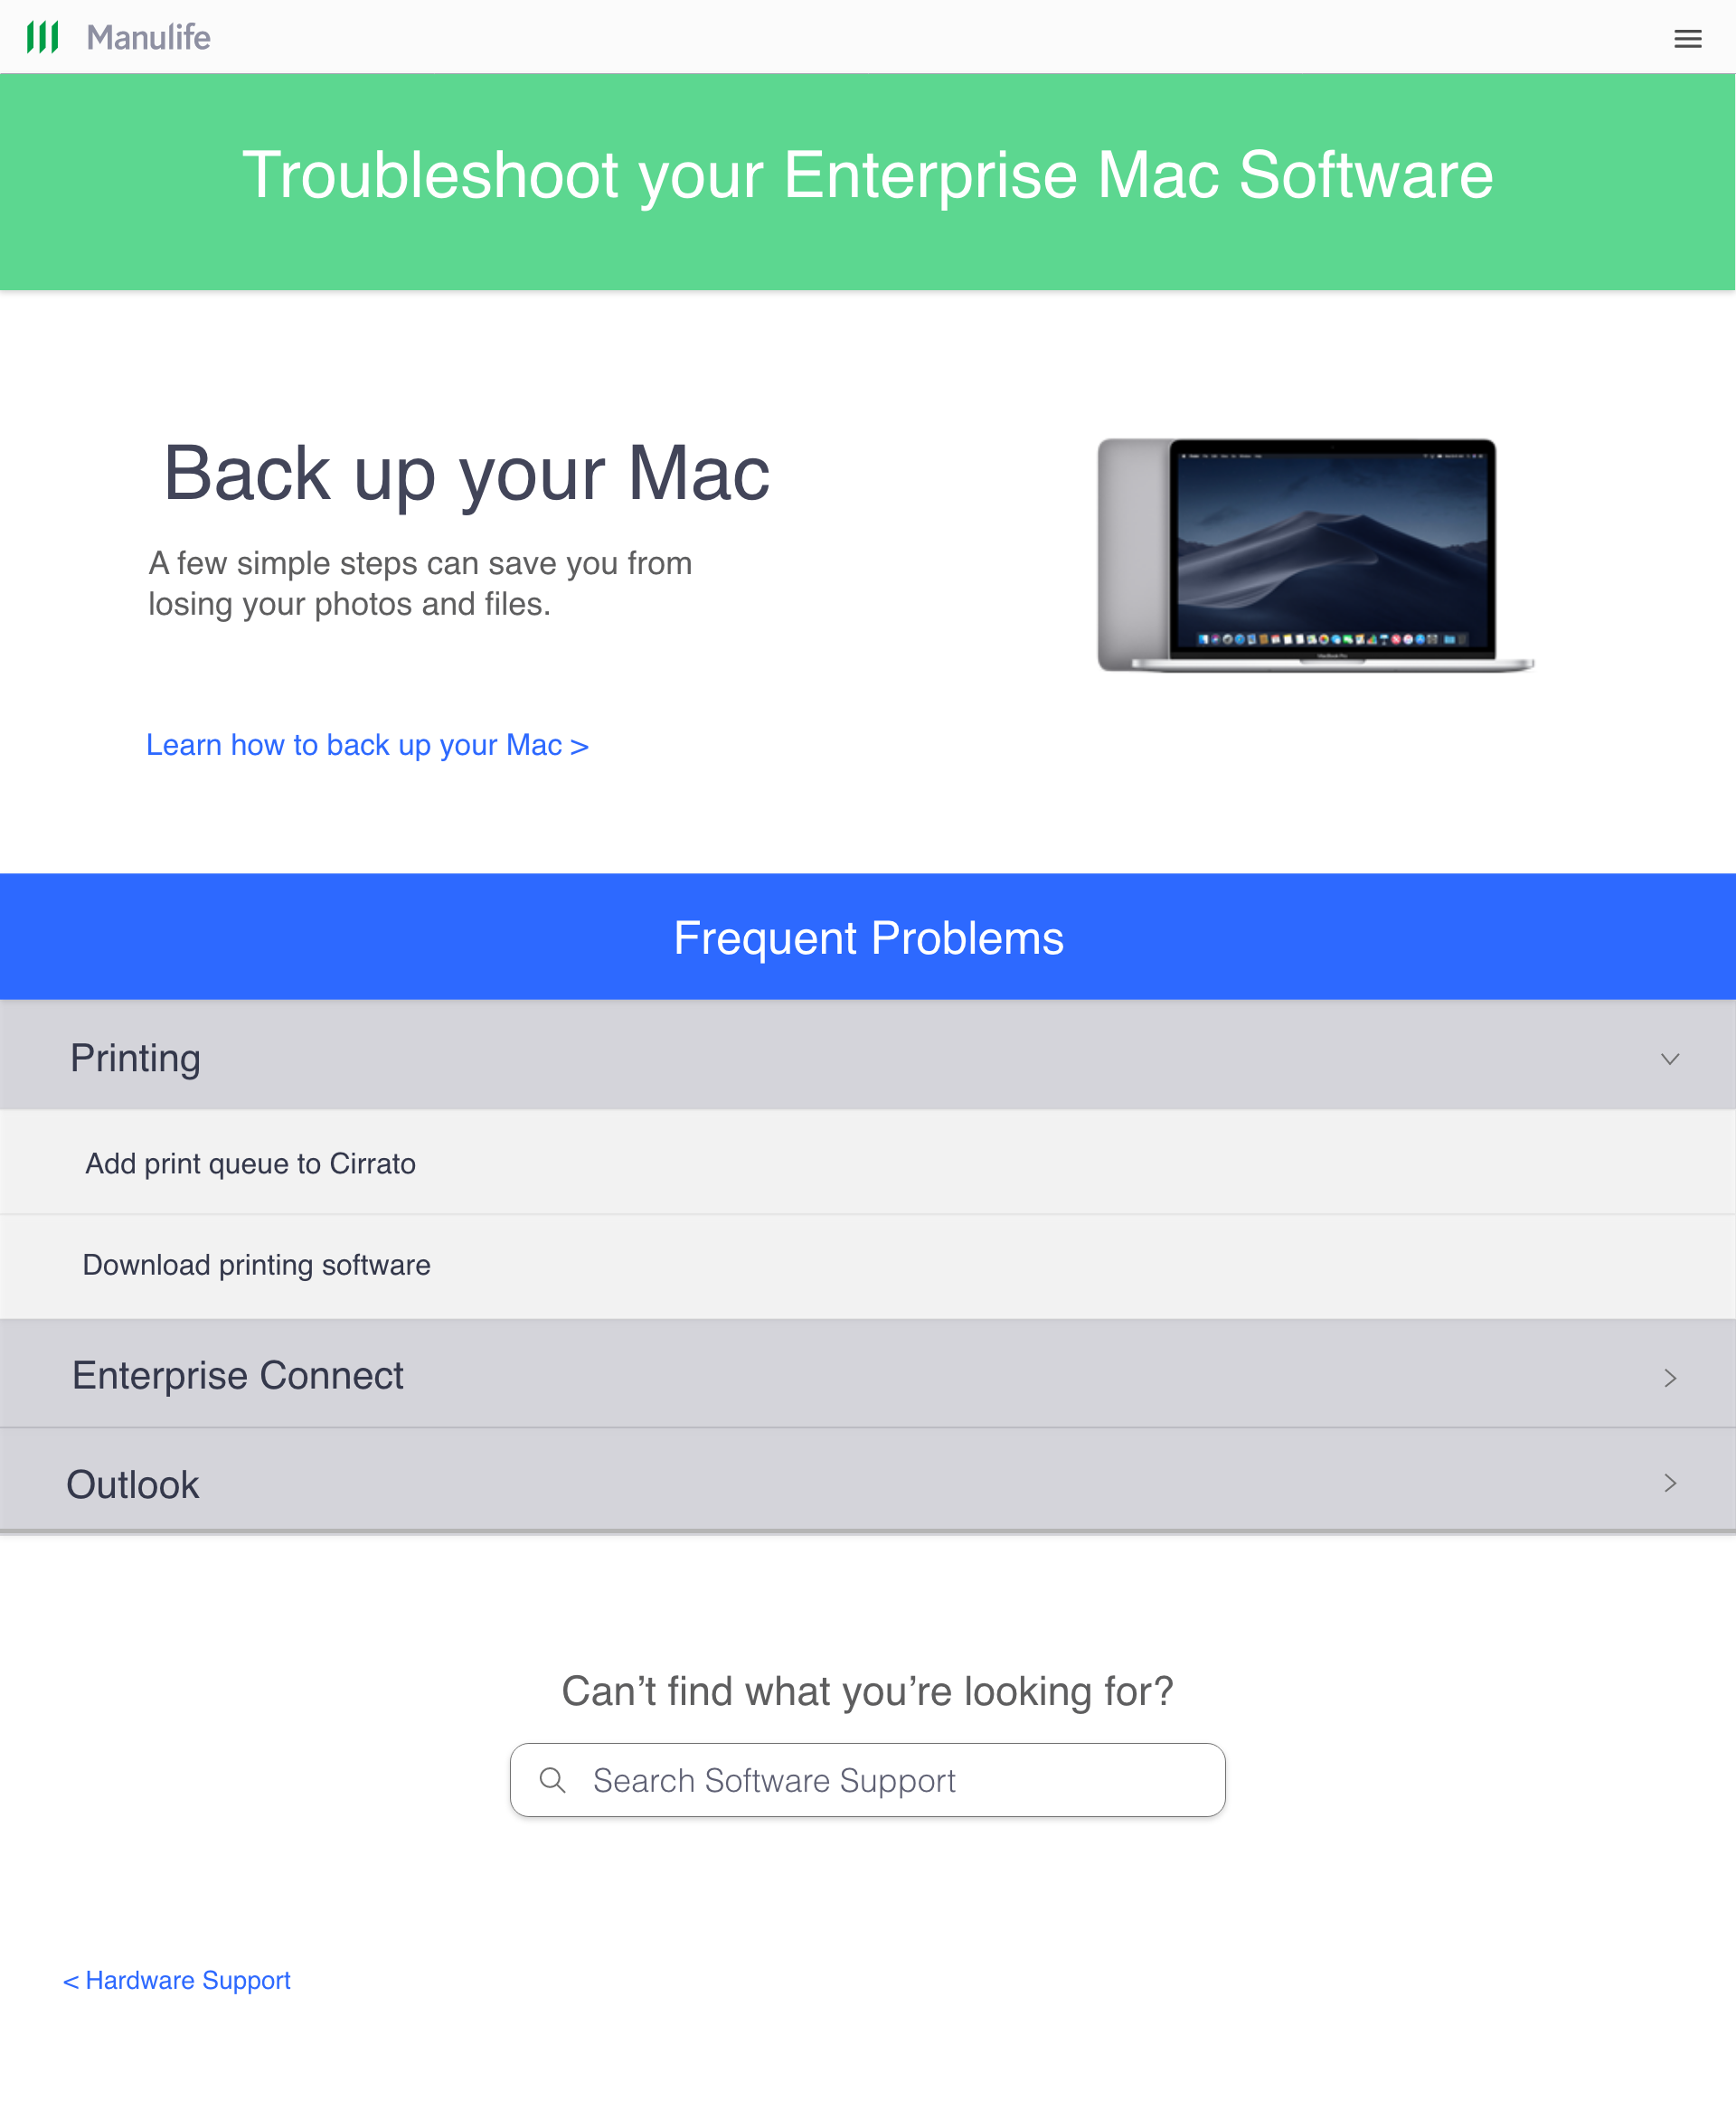 Manulife
Troubleshoot your Enterprise Mac Software
Back up your Mac
A few simple steps can save you from
losing your photos and files.
Learn how to back up your Mac >
Frequent Problems
Printing
Add print queue to Cirrato
Download printing software
Enterprise Connect
Outlook
Can’t find what you’re looking for?
Search Software Support
< Hardware Support